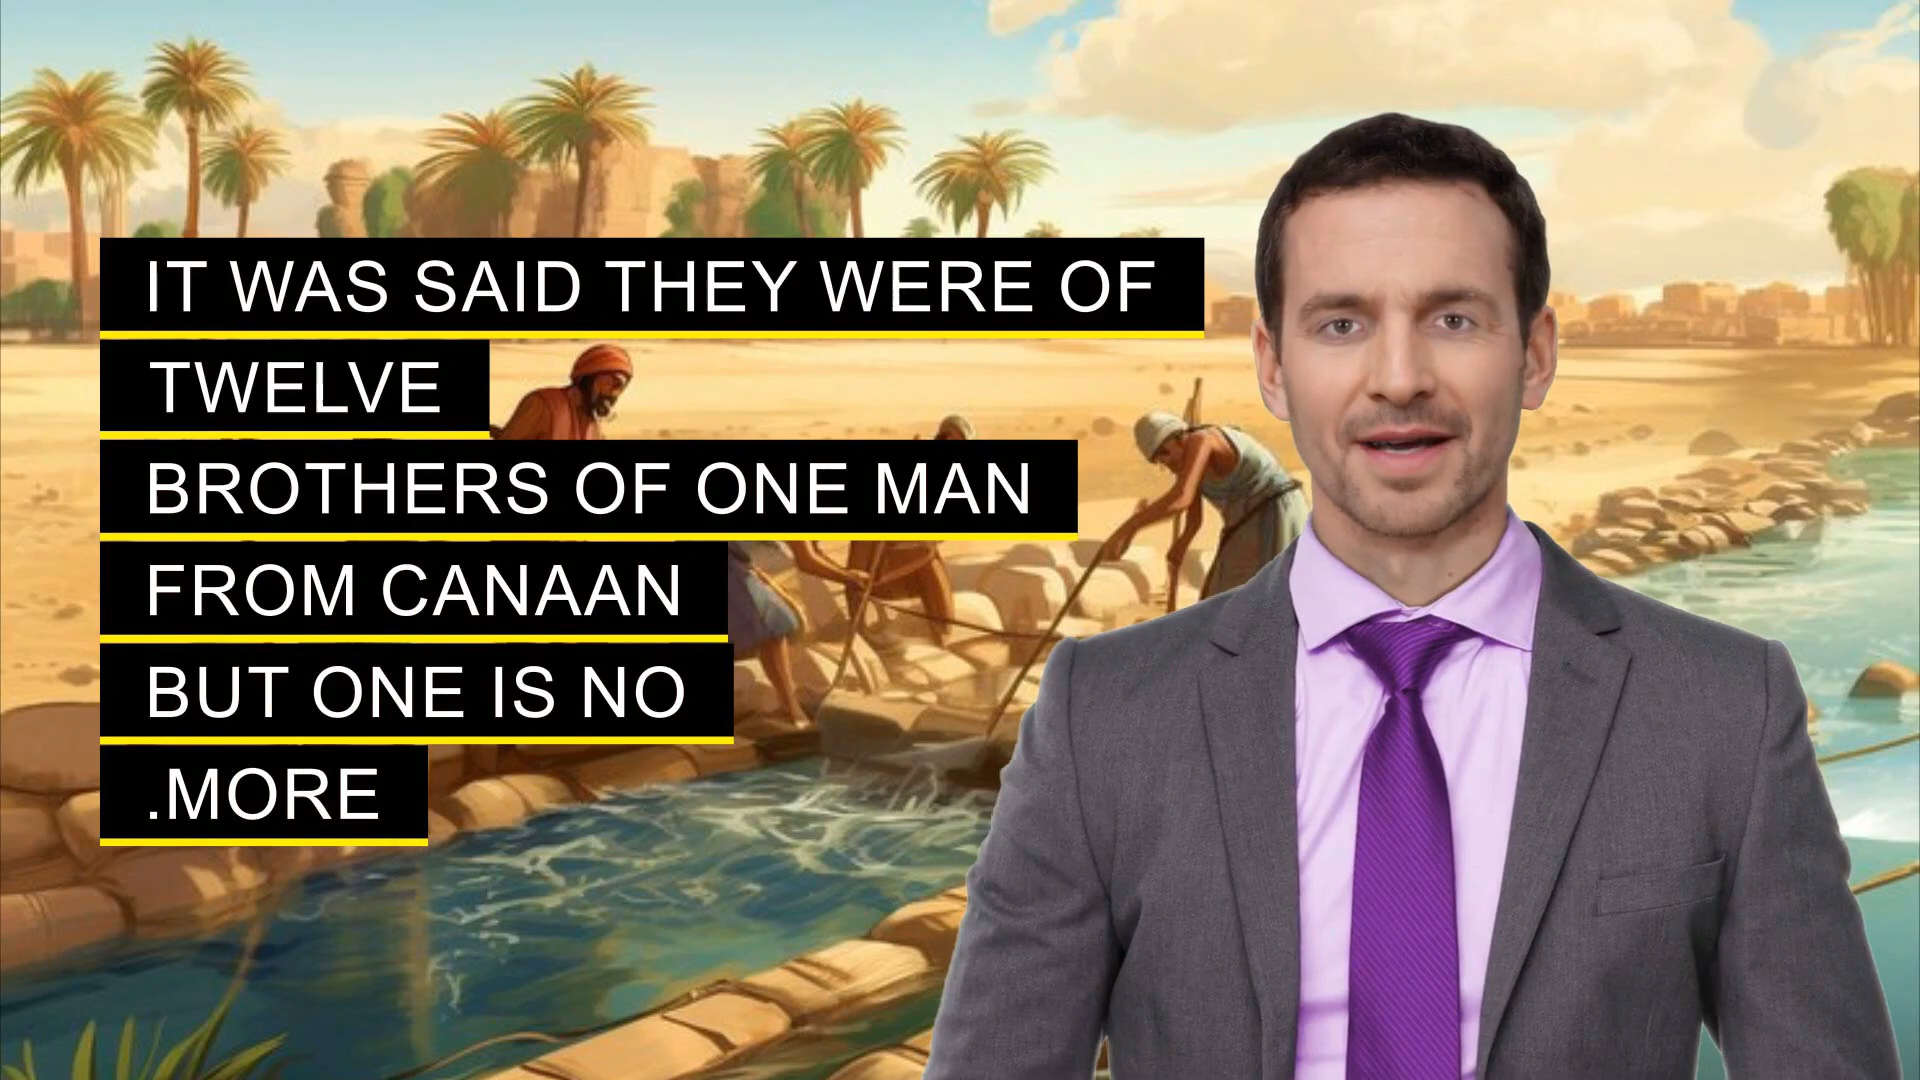 IT WAS SAID THEY WERE OF
TWELVE
BROTHERS OF ONE MAN
FROM CANAAN
BUT ONE IS NO
.MORE